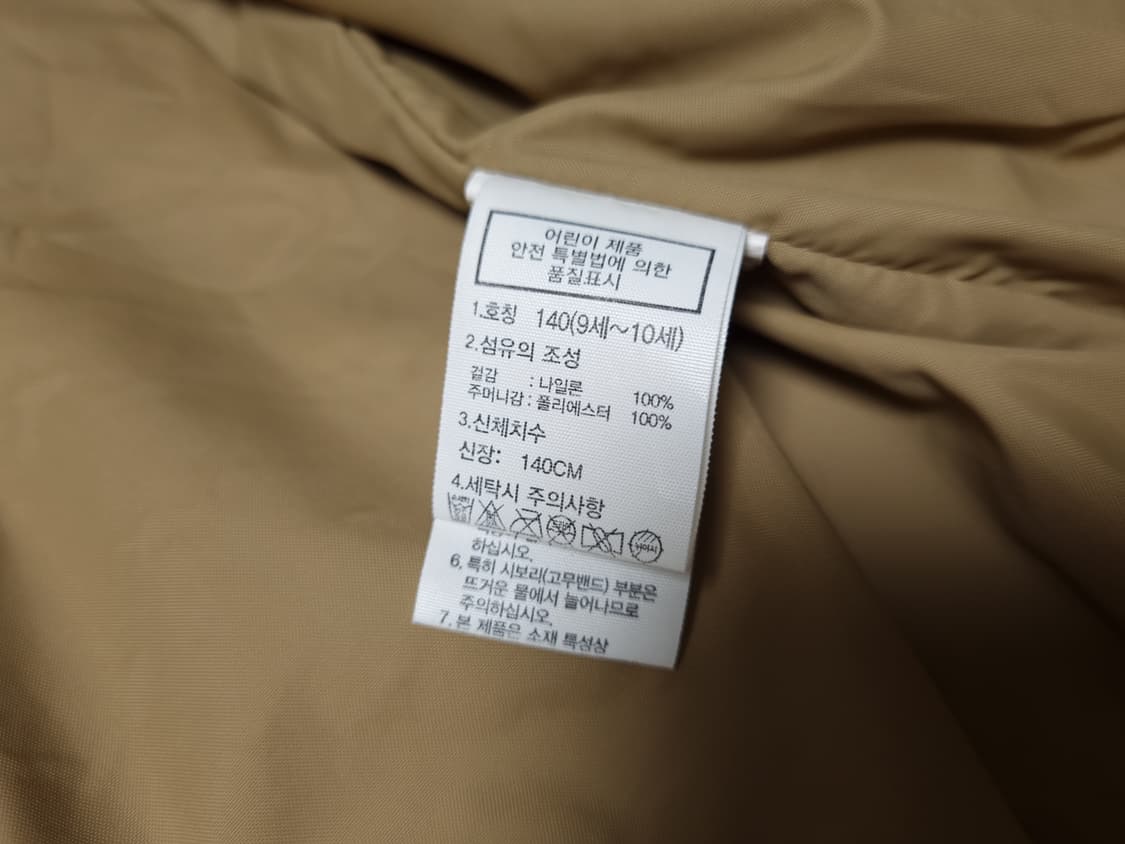 어린이 제품
안전 특별법에 의한
품질표시
1.호칭 140(9세~10세)
2.섬유의 조성
겉감 : 나일론 100%
주머니감 : 폴리에스터 100%
3.신체치수
신장: 140CM
4.세탁시 주의사항
하십시오.
6. 특히 시보리(고무밴드) 부분은
뜨거운 물에서 늘어나므로
주의하십시오.
7. 본 제품은 소재 특성상